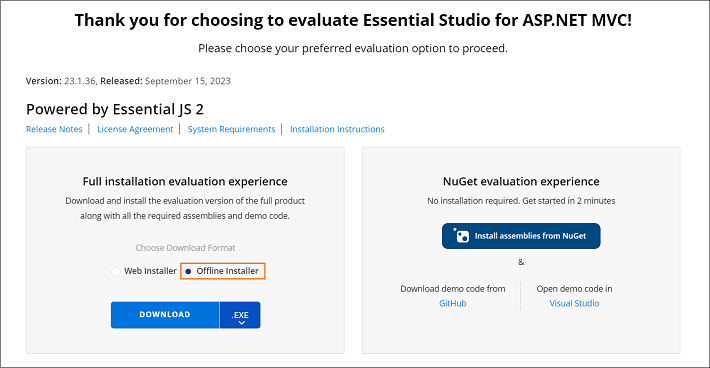 Thank you for choosing to evaluate Essential Studio for ASP.NET MVC!
Please choose your preferred evaluation option to proceed.
Version: 23.1.36, Released: September 15, 2023
Powered by Essential JS 2
Release Notes | License Agreement | System Requirements | Installation Instructions
Full installation evaluation experience
Download and install the evaluation version of the full product
along with all the required assemblies and demo code.
Choose Download Format
Web Installer Offline Installer
DOWNLOAD .EXE
NuGet evaluation experience
No installation required. Get started in 2 minutes
Install assemblies from NuGet
&
Download demo code from
GitHub
Open demo code in
Visual Studio